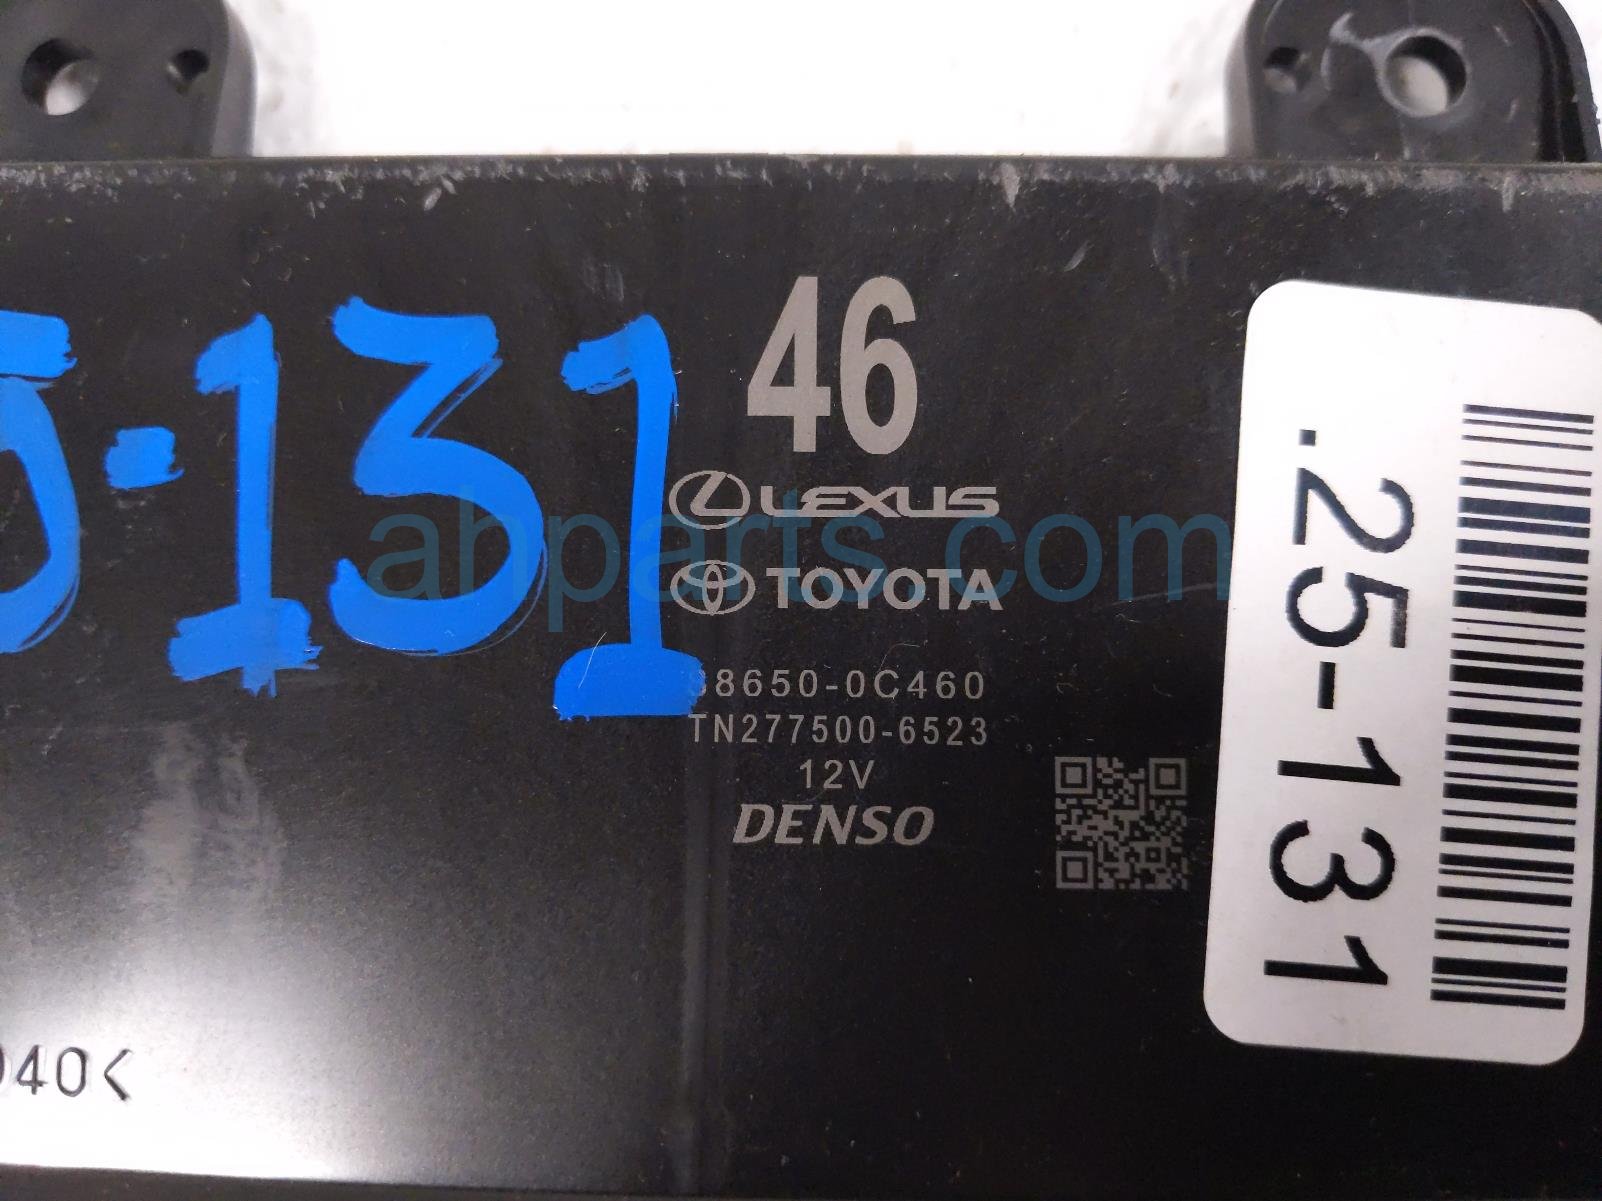 46
LEXUS
TOYOTA
88650-0C460
TN277500-6523
12V
DENSO
5-131
.25-131
040<
ahparts.com